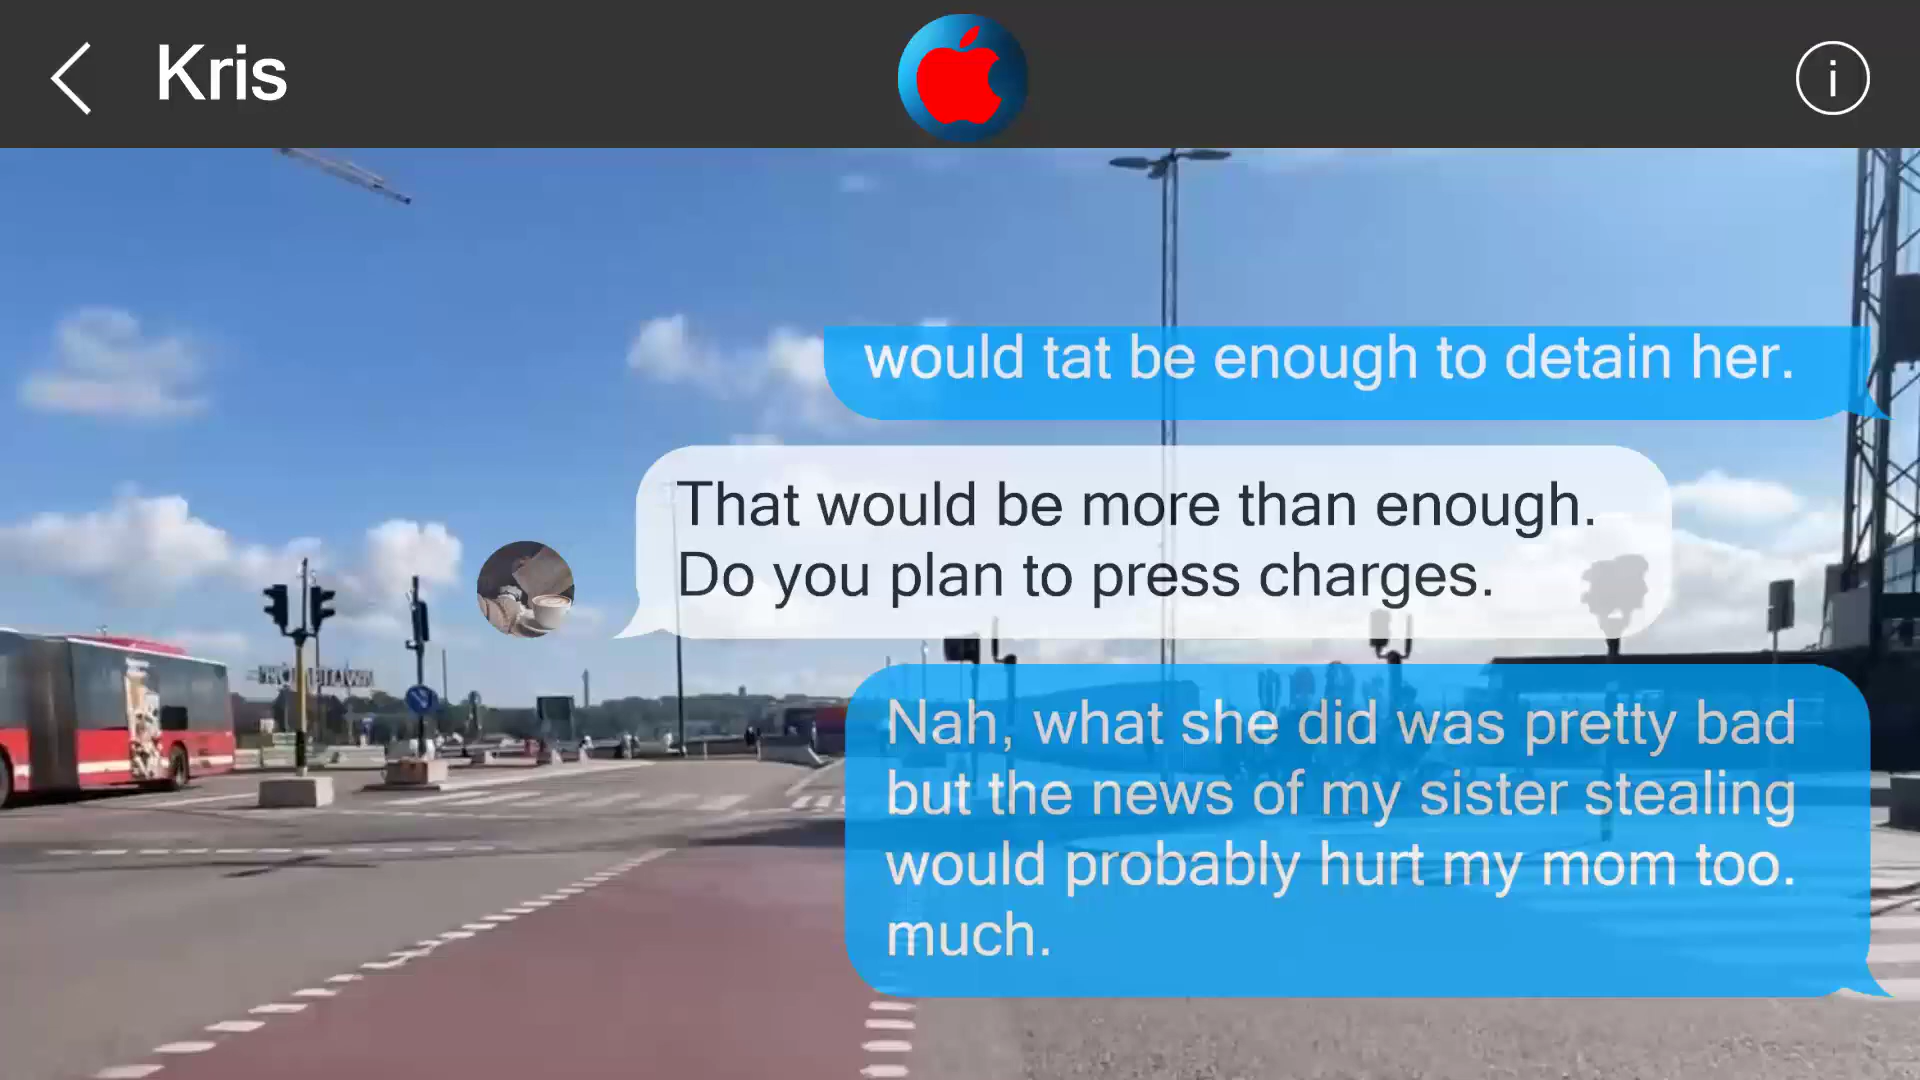 Kris
i
would tat be enough to detain her.
That would be more than enough.
Do you plan to press charges.
Nah, what she did was pretty bad
but the news of my sister stealing
would probably hurt my mom too.
much.